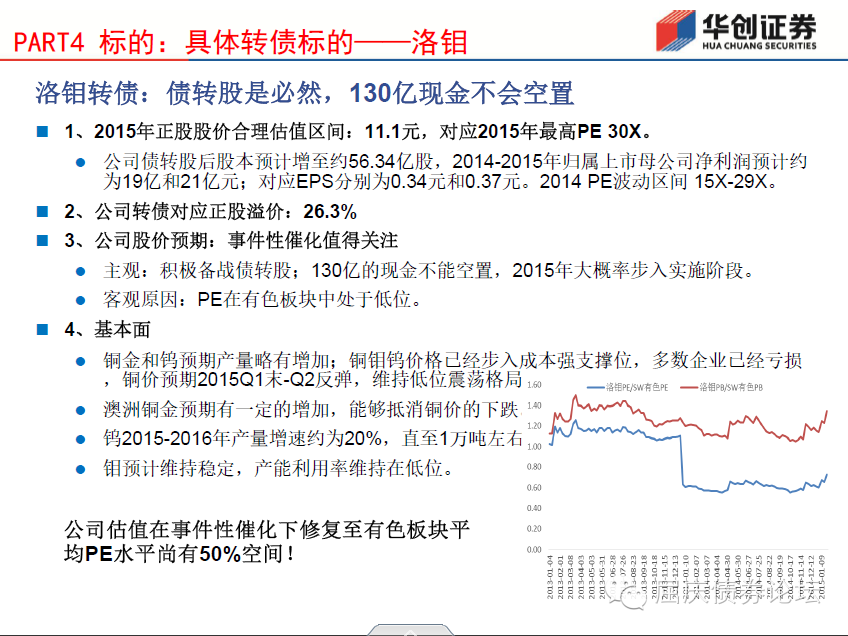 PART4 标的：具体转债标的——洛钼
华创证券
HUA CHUANG SECURITIES
洛钼转债：债转股是必然，130亿现金不会空置
1、2015年正股股价合理估值区间：11.1元，对应2015年最高PE 30X。
公司债转股后股本预计增至约56.34亿股，2014-2015年归属上市母公司净利润预计约
为19亿和21亿元；对应EPS分别为0.34元和0.37元。2014 PE波动区间 15X-29X。
2、公司转债对应正股溢价：26.3%
3、公司股价预期：事件性催化值得关注
主观：积极备战债转股；130亿的现金不能空置，2015年大概率步入实施阶段。
客观原因：PE在有色板块中处于低位。
4、基本面
铜金和钨预期产量略有增加；铜钼钨价格已经步入成本强支撑位，多数企业已经亏损
，铜价预期2015Q1末-Q2反弹，维持低位震荡格局
澳洲铜金预期有一定的增加，能够抵消铜价的下跌
钨2015-2016年产量增速约为20%，直至1万吨左右
钼预计维持稳定，产能利用率维持在低位。
公司估值在事件性催化下修复至有色板块平
均PE水平尚有50%空间！
洛钼PE/SW有色PE
洛钼PB/SW有色PB
1.60
1.40
1.20
1.00
0.80
0.60
0.40
0.20
0.00
2013-01-04
2013-02-01
2013-03-08
2013-04-03
2013-05-03
2013-05-31
2013-09-18
2013-10-18
2013-11-15
2013-12-13
2014-01-10
2014-02-07
2014-03-07
2014-04-04
2014-04-30
2014-05-30
2014-06-27
2014-07-25
2014-08-22
2014-09-19
2014-10-17
2014-11-14
2014-12-12
2015-01-09